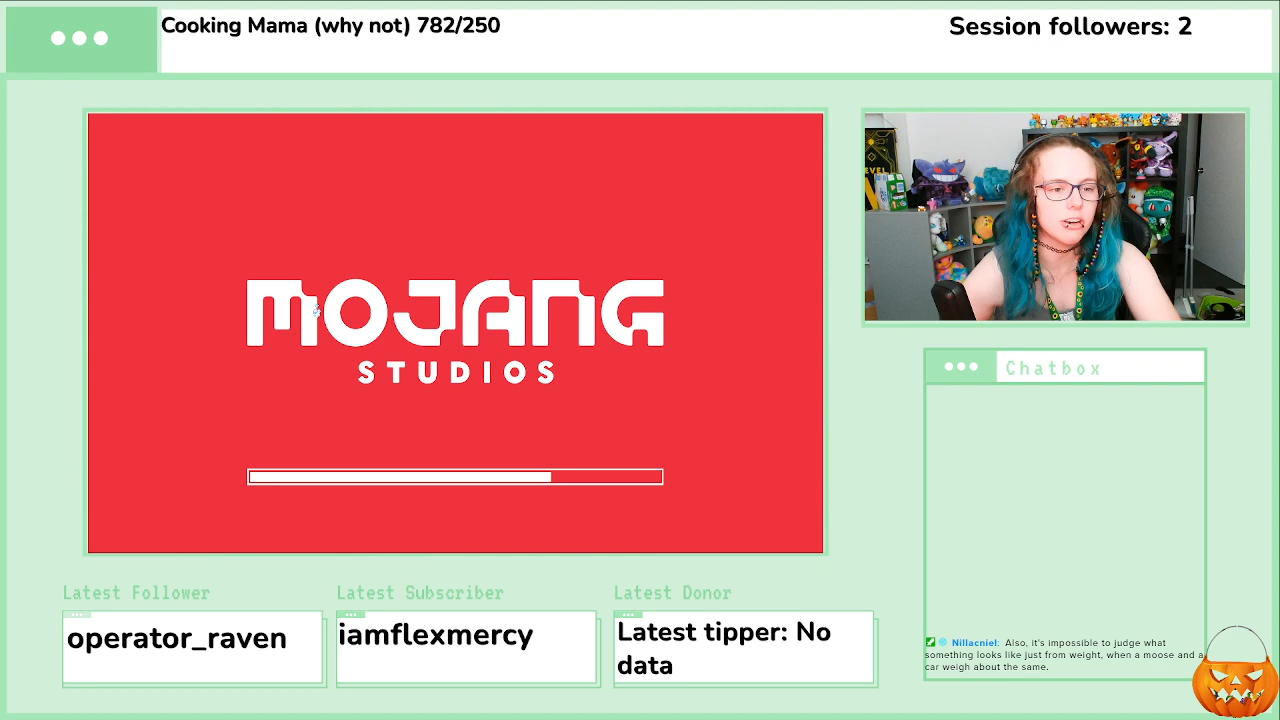 Cooking Mama (why not) 782/250
Session followers: 2
LEVEL
MOJANG
STUDIOS
Chatbox
Nillacniel: Also, it's impossible to judge what
something looks like just from weight, when a moose and a
car weigh about the same.
Latest Follower
operator_raven
Latest Subscriber
iamflexmercy
Latest Donor
Latest tipper: No
data